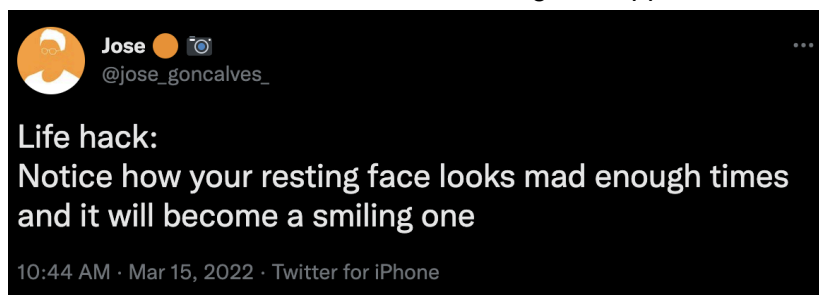 Jose
@jose_goncalves_
Life hack:
Notice how your resting face looks mad enough times
and it will become a smiling one
10:44 AM · Mar 15, 2022 · Twitter for iPhone